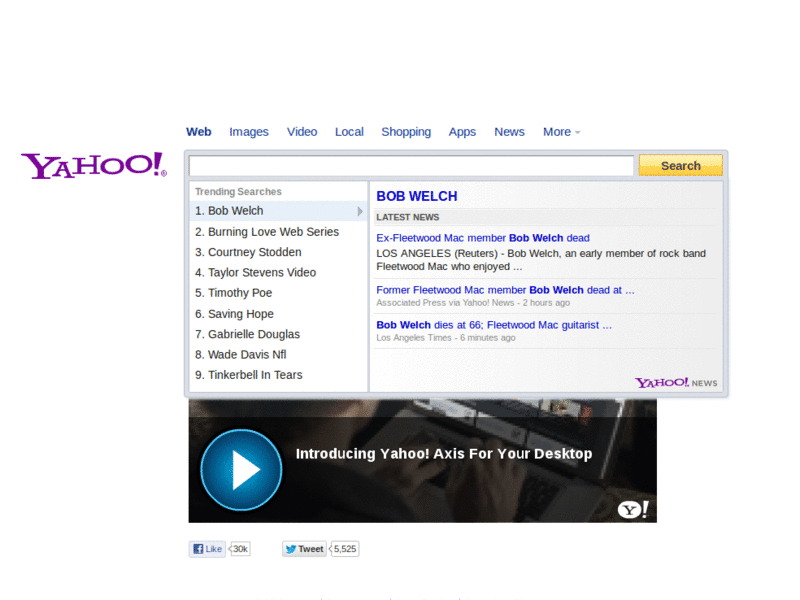 Web Images Video Local Shopping Apps News More
YAHOO!®
Search
Trending Searches
1. Bob Welch
2. Burning Love Web Series
3. Courtney Stodden
4. Taylor Stevens Video
5. Timothy Poe
6. Saving Hope
7. Gabrielle Douglas
8. Wade Davis Nfl
9. Tinkerbell In Tears
BOB WELCH
LATEST NEWS
Ex-Fleetwood Mac member Bob Welch dead
LOS ANGELES (Reuters) - Bob Welch, an early member of rock band
Fleetwood Mac who enjoyed ...
Former Fleetwood Mac member Bob Welch dead at ...
Associated Press via Yahoo! News - 2 hours ago
Bob Welch dies at 66; Fleetwood Mac guitarist ...
Los Angeles Times - 6 minutes ago
YAHOO! NEWS
Introducing Yahoo! Axis For Your Desktop
Y!
Like 30k Tweet 5,525